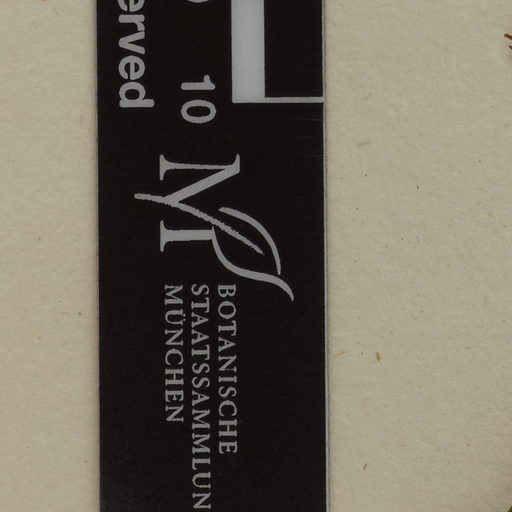 erved
10
BOTANISCHE
STAATSSAMMLUN
MÜNCHEN